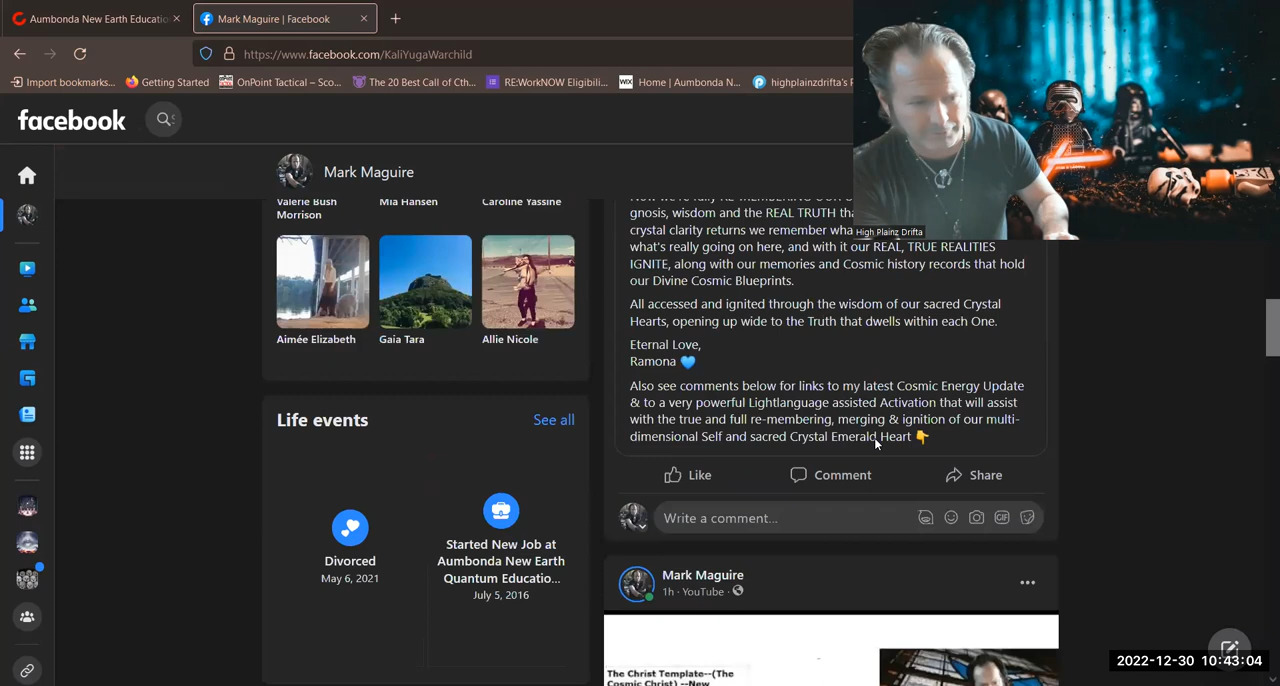 Aumbonda New Earth Educatio
Mark Maguire | Facebook
https://www.facebook.com/KaliYugaWarchild
Import bookmarks...
Getting Started
OnPoint Tactical – Sco...
The 20 Best Call of Cth...
RE:WorkNOW Eligibili...
WIX
Home | Aumbonda N...
highplainzdrifta's
facebook
Mark Maguire
Valerie Bush
Morrison
Mia Hansen
Caroline Yassine
Aimée Elizabeth
Gaia Tara
Allie Nicole
Life events
See all
Divorced
May 6, 2021
Started New Job at
Aumbonda New Earth
Quantum Educatio...
July 5, 2016
gnosis, wisdom and the REAL TRUTH
crystal clarity returns we remember
what's really going on here, and with it our REAL, TRUE REALITIES
IGNITE, along with our memories and Cosmic history records that hold
our Divine Cosmic Blueprints.
All accessed and ignited through the wisdom of our sacred Crystal
Hearts, opening up wide to the Truth that dwells within each One.
Eternal Love,
Ramona 💙
Also see comments below for links to my latest Cosmic Energy Update
& to a very powerful Lightlanguage assisted Activation that will assist
with the true and full re-membering, merging & ignition of our multi-
dimensional Self and sacred Crystal Emerald Heart 👇
Like
Comment
Share
Write a comment...
GIF
Mark Maguire
1h · YouTube ·
The Christ Template--(The
Cosmic Christ) --New
High Plainz Drifta
2022-12-30 10:43:04